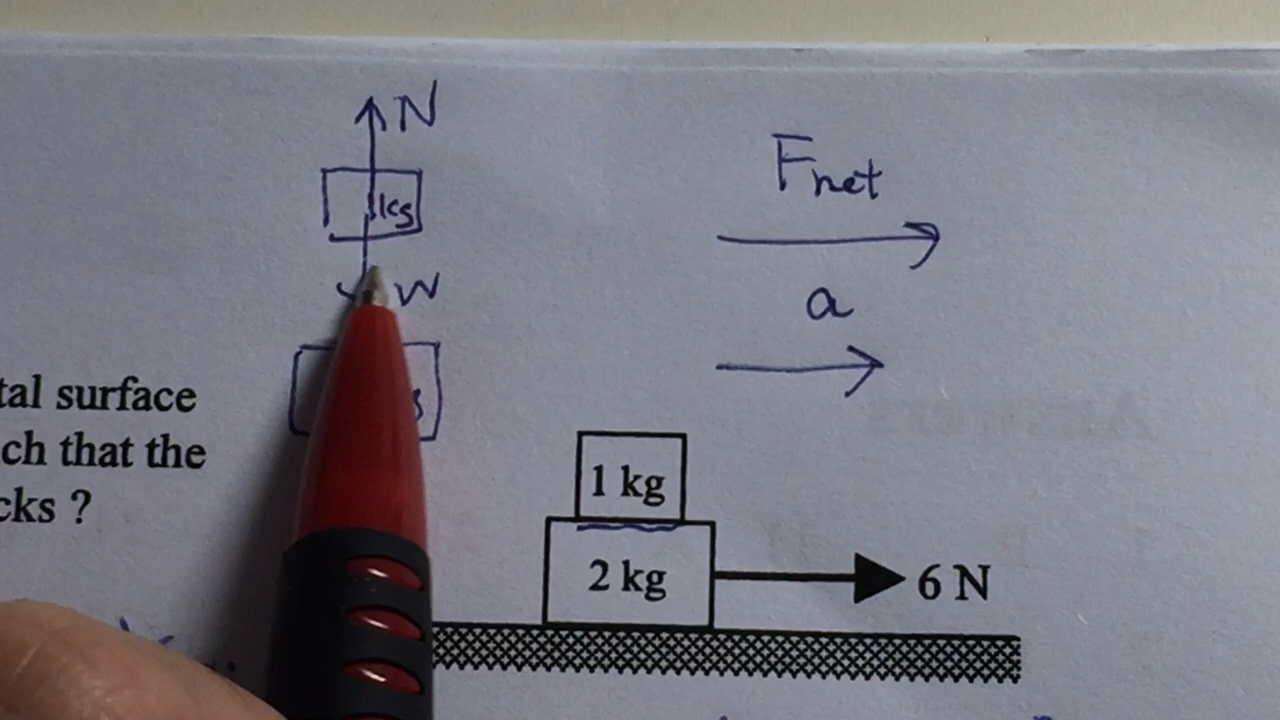 N
1kg
W
Fnet
a
tal surface
ch that the
cks ?
1 kg
2 kg
6 N